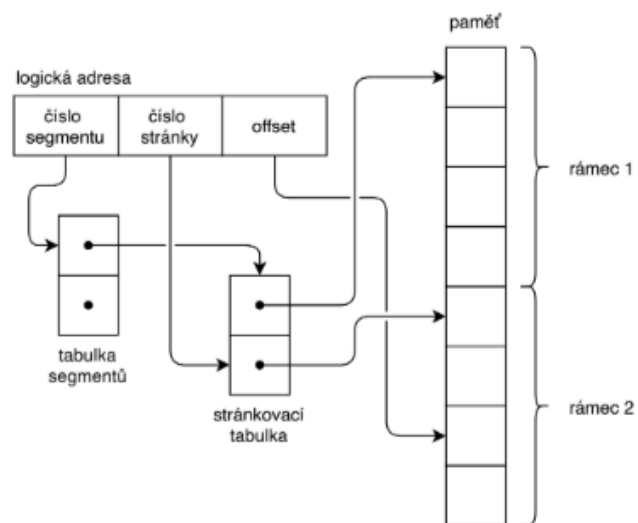 paměť
logická adresa
číslo
segmentu
číslo
stránky
offset
rámec 1
tabulka
segmentů
stránkovací
tabulka
rámec 2